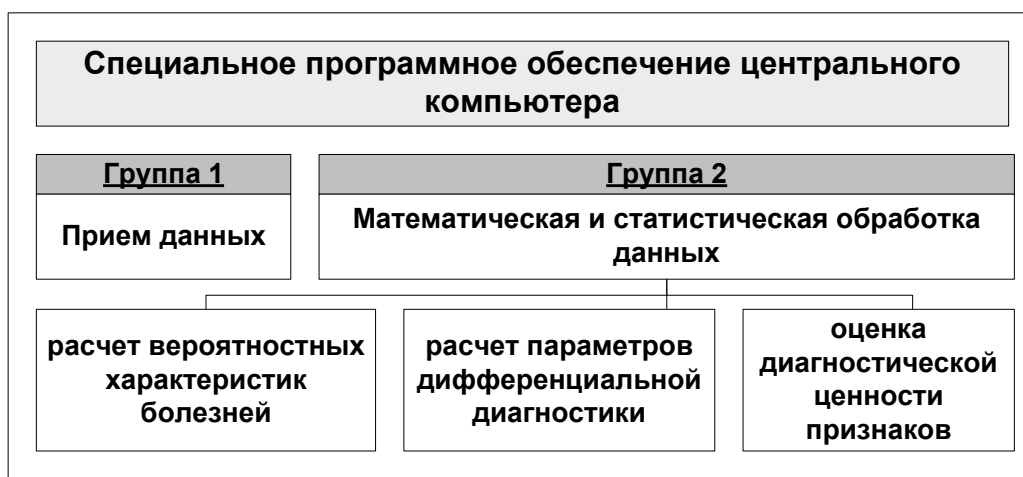 Специальное программное обеспечение центрального
компьютера
Группа 1
Прием данных
Группа 2
Математическая и статистическая обработка
данных
расчет вероятностных
характеристик
болезней
расчет параметров
дифференциальной
диагностики
оценка
диагностической
ценности
признаков